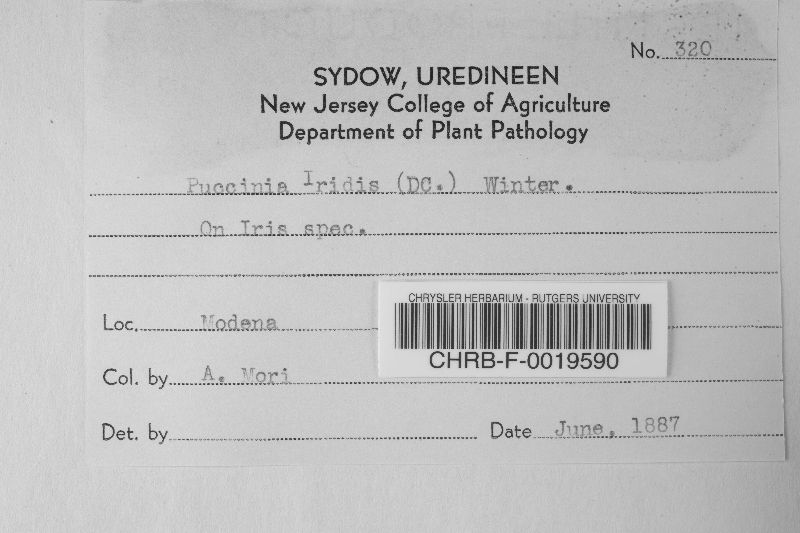 No. 320
SYDOW, UREDINEEN
New Jersey College of Agriculture
Department of Plant Pathology
Puccinia Iridis (DC.) Winter.
On Iris spec.
Loc. Modena
CHRYSLER HERBARIUM - RUTGERS UNIVERSITY
CHRB-F-0019590
Col. by A. Mori
Det. by
Date June, 1887